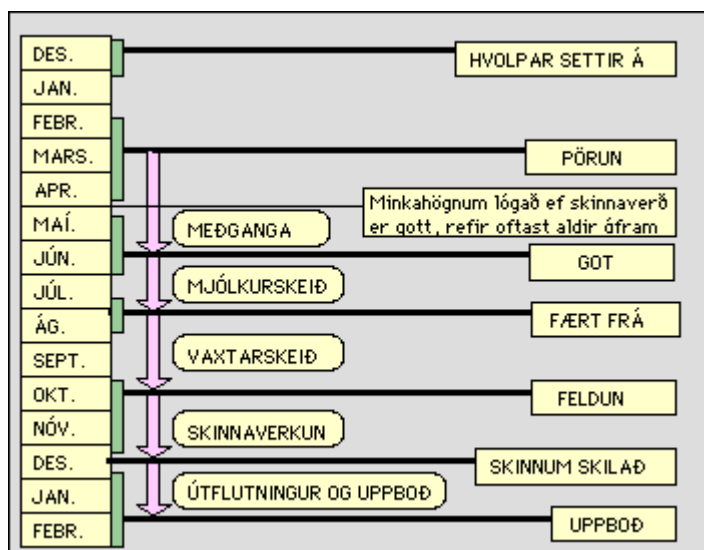 DES.
JAN.
FEBR.
MARS.
APR.
MAÍ.
JÚN.
JÚL.
ÁG.
SEPT.
OKT.
NÓV.
DES.
JAN.
FEBR.
HVOLPAR SETTIR Á
PÖRUN
Minkahögnum lógað ef skinnaverð
er gott, refir oftast aldir áfram
MEÐGANGA
GOT
MJÓLKURSKEIÐ
FÆRT FRÁ
VAXTARSKEIÐ
FELDUN
SKINNAVERKUN
SKINNUM SKILAÐ
ÚTFLUTNINGUR OG UPPBOÐ
UPPBOÐ